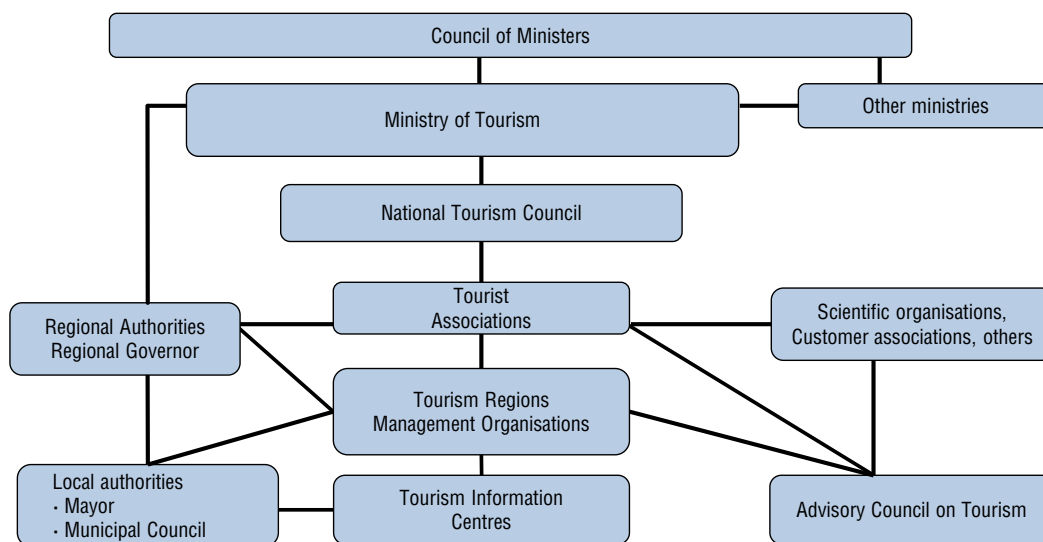 Council of Ministers
Ministry of Tourism
Other ministries
National Tourism Council
Tourist
Associations
Regional Authorities
Regional Governor
Scientific organisations,
Customer associations, others
Tourism Regions
Management Organisations
Local authorities
· Mayor
· Municipal Council
Tourism Information
Centres
Advisory Council on Tourism